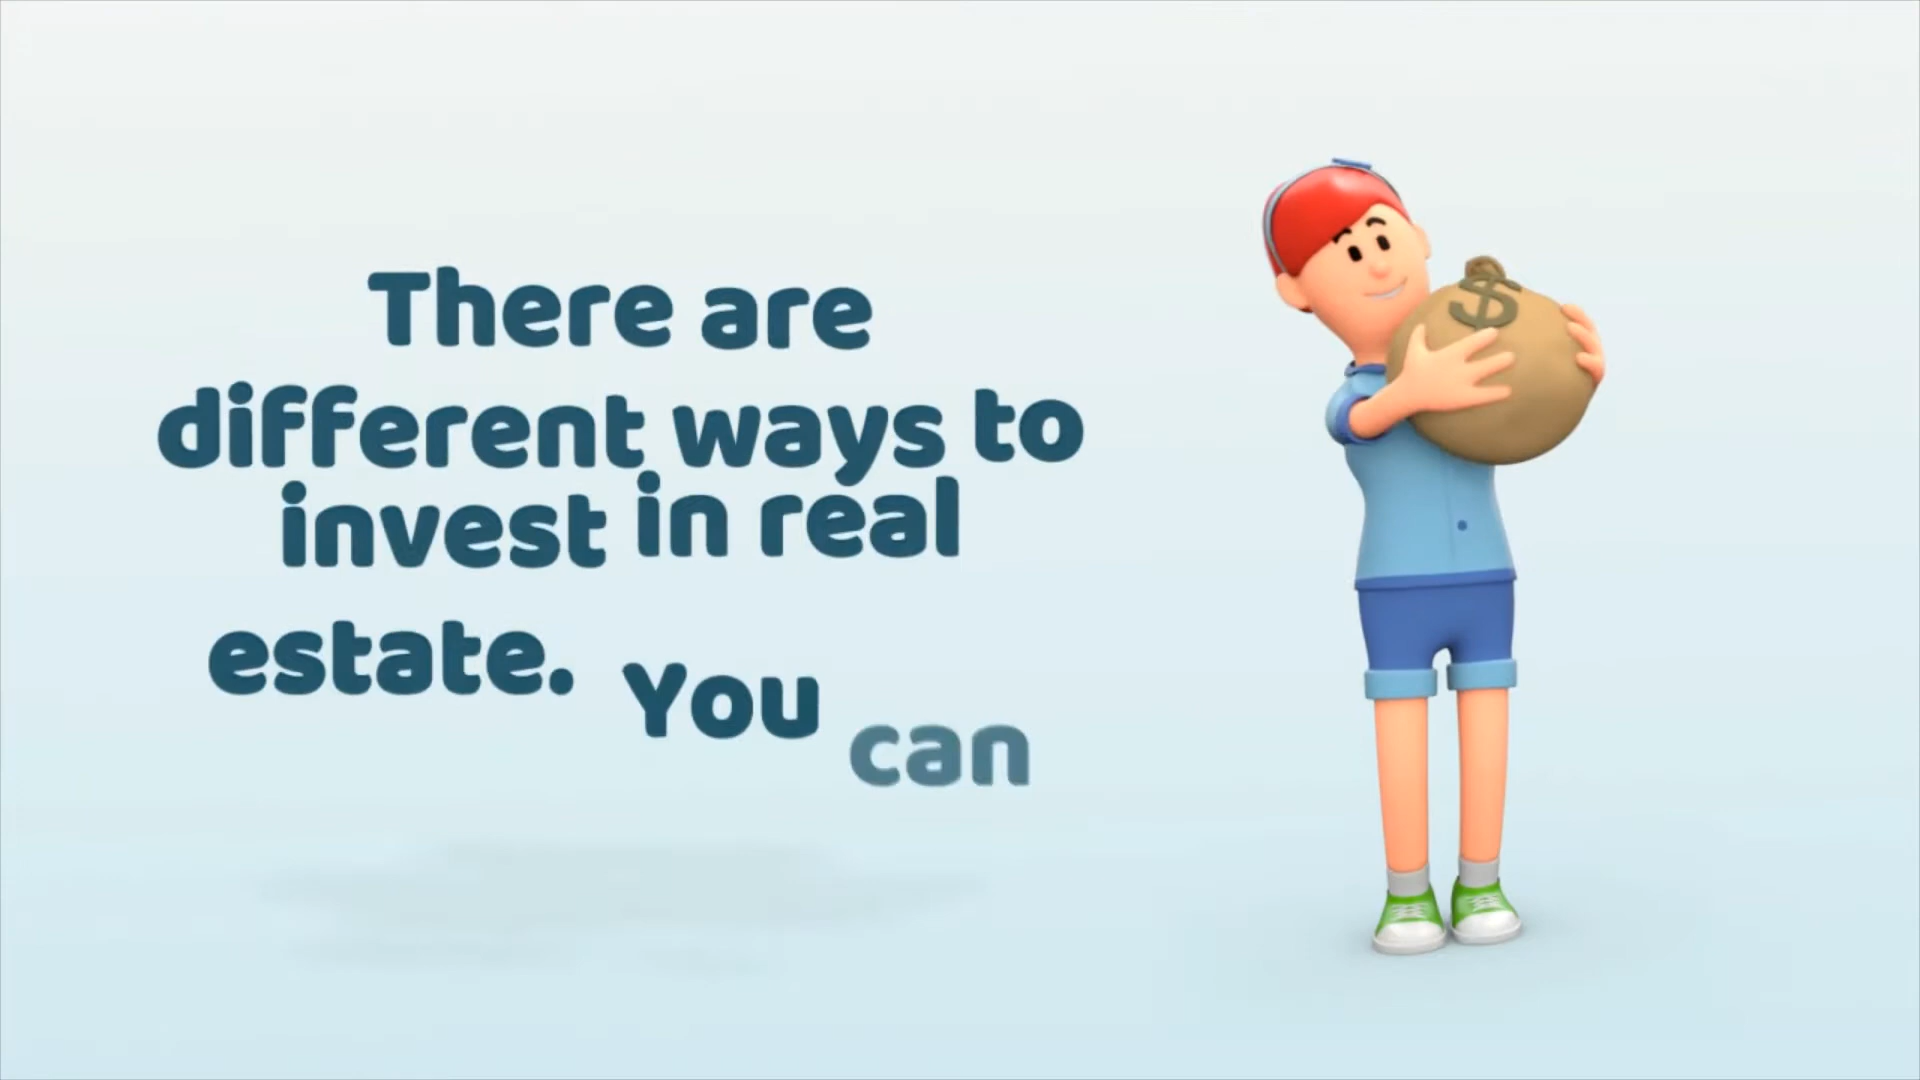 There are
different ways to
invest in real
estate. You can
$